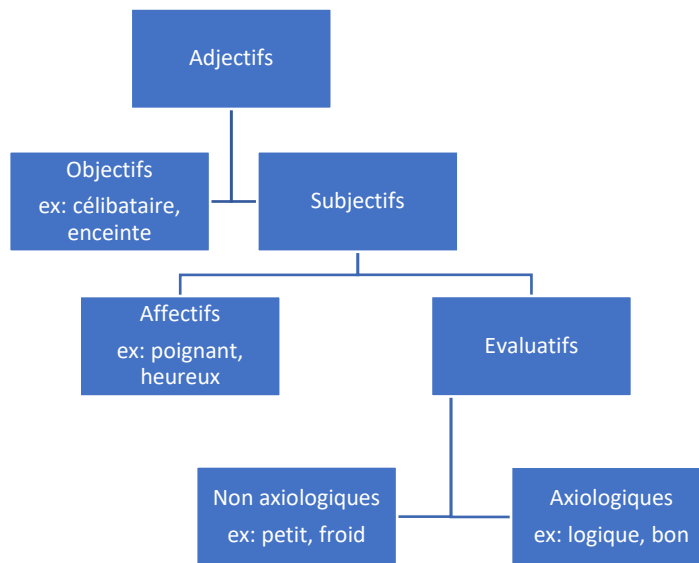 Adjectifs
Objectifs
ex: célibataire,
enceinte
Subjectifs
Affectifs
ex: poignant,
heureux
Evaluatifs
Non axiologiques
ex: petit, froid
Axiologiques
ex: logique, bon